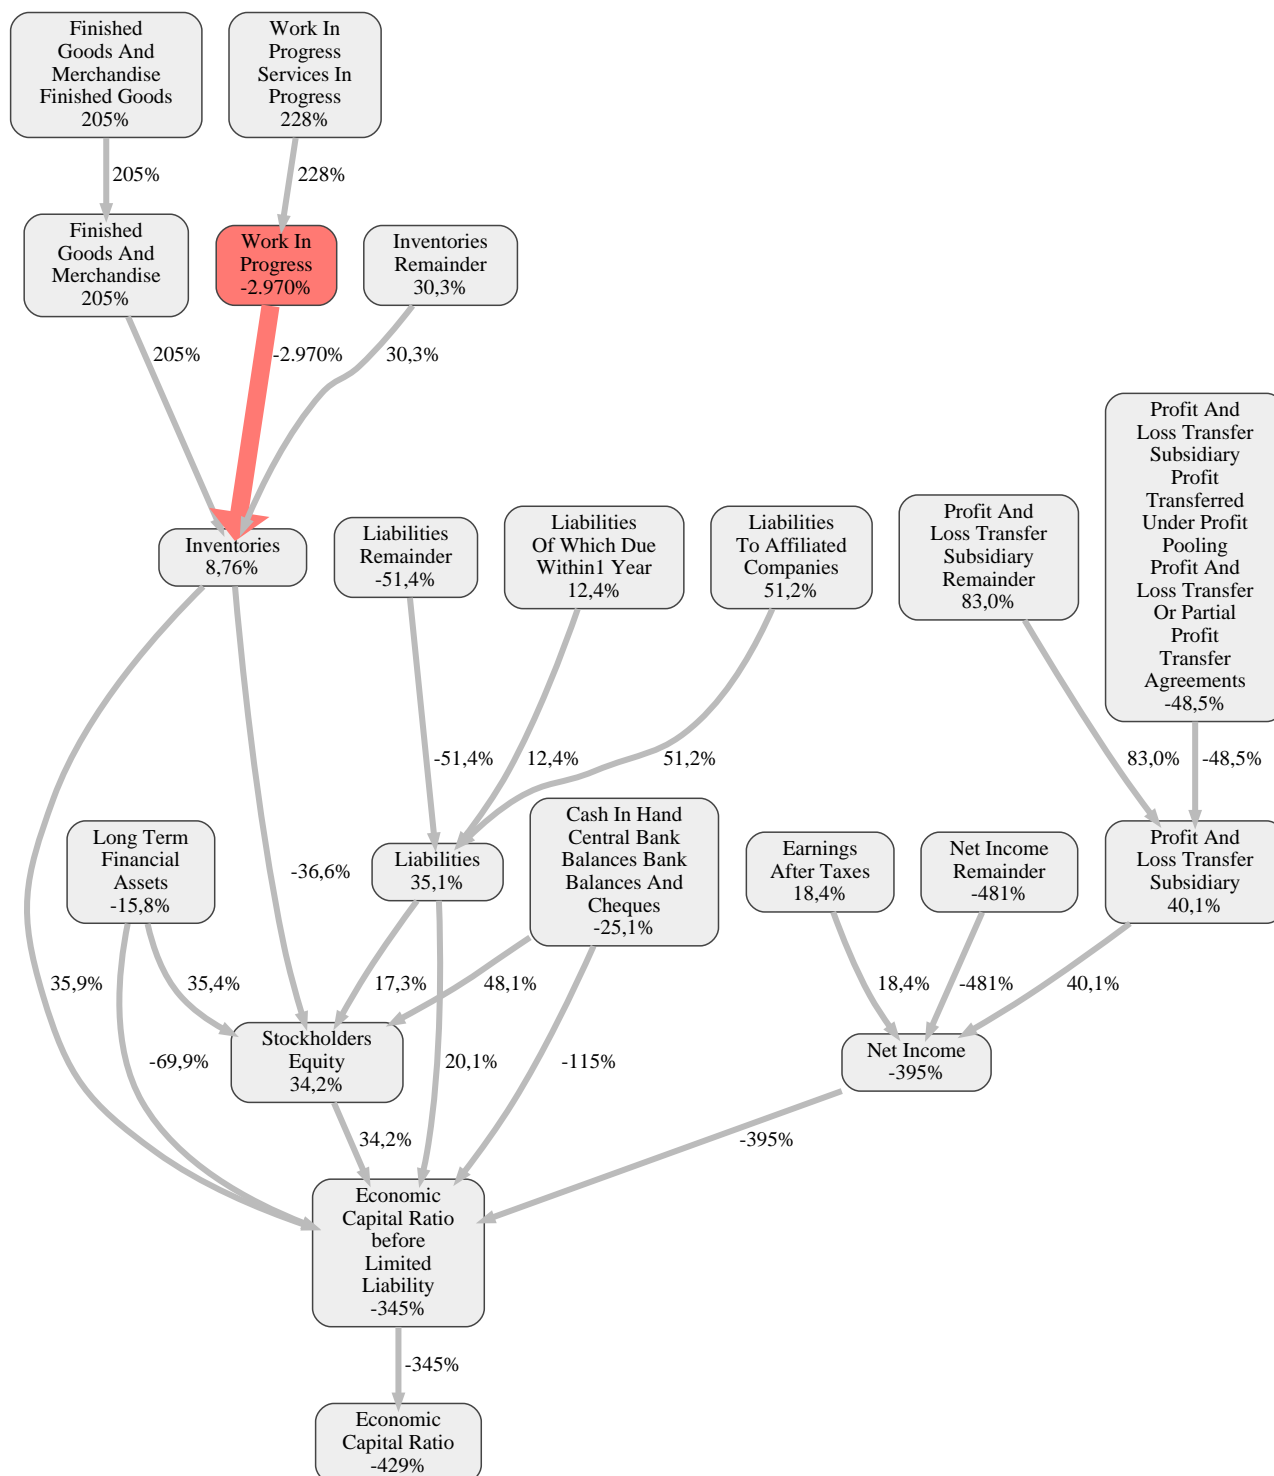 Finished
Goods And
Merchandise
Finished Goods
205%
Work In
Progress
Services In
Progress
228%
205%
228%
Finished
Goods And
Merchandise
205%
Work In
Progress
-2.970%
Inventories
Remainder
30,3%
205%
-2.970%
30,3%
Profit And
Loss Transfer
Subsidiary
Profit
Transferred
Under Profit
Pooling
Profit And
Loss Transfer
Or Partial
Profit
Transfer
Agreements
-48,5%
Inventories
8,76%
Liabilities
Remainder
-51,4%
Liabilities
Of Which Due
Within1 Year
12,4%
Liabilities
To Affiliated
Companies
51,2%
Profit And
Loss Transfer
Subsidiary
Remainder
83,0%
-51,4%
12,4%
51,2%
83,0%
-48,5%
Long Term
Financial
Assets
-15,8%
-36,6%
Liabilities
35,1%
Cash In Hand
Central Bank
Balances Bank
Balances And
Cheques
-25,1%
Earnings
After Taxes
18,4%
Net Income
Remainder
-481%
Profit And
Loss Transfer
Subsidiary
40,1%
35,9%
35,4%
17,3%
48,1%
18,4%
-481%
40,1%
Stockholders
Equity
34,2%
-69,9%
20,1%
-115%
Net Income
-395%
34,2%
-395%
Economic
Capital Ratio
before
Limited
Liability
-345%
-345%
Economic
Capital Ratio
-429%